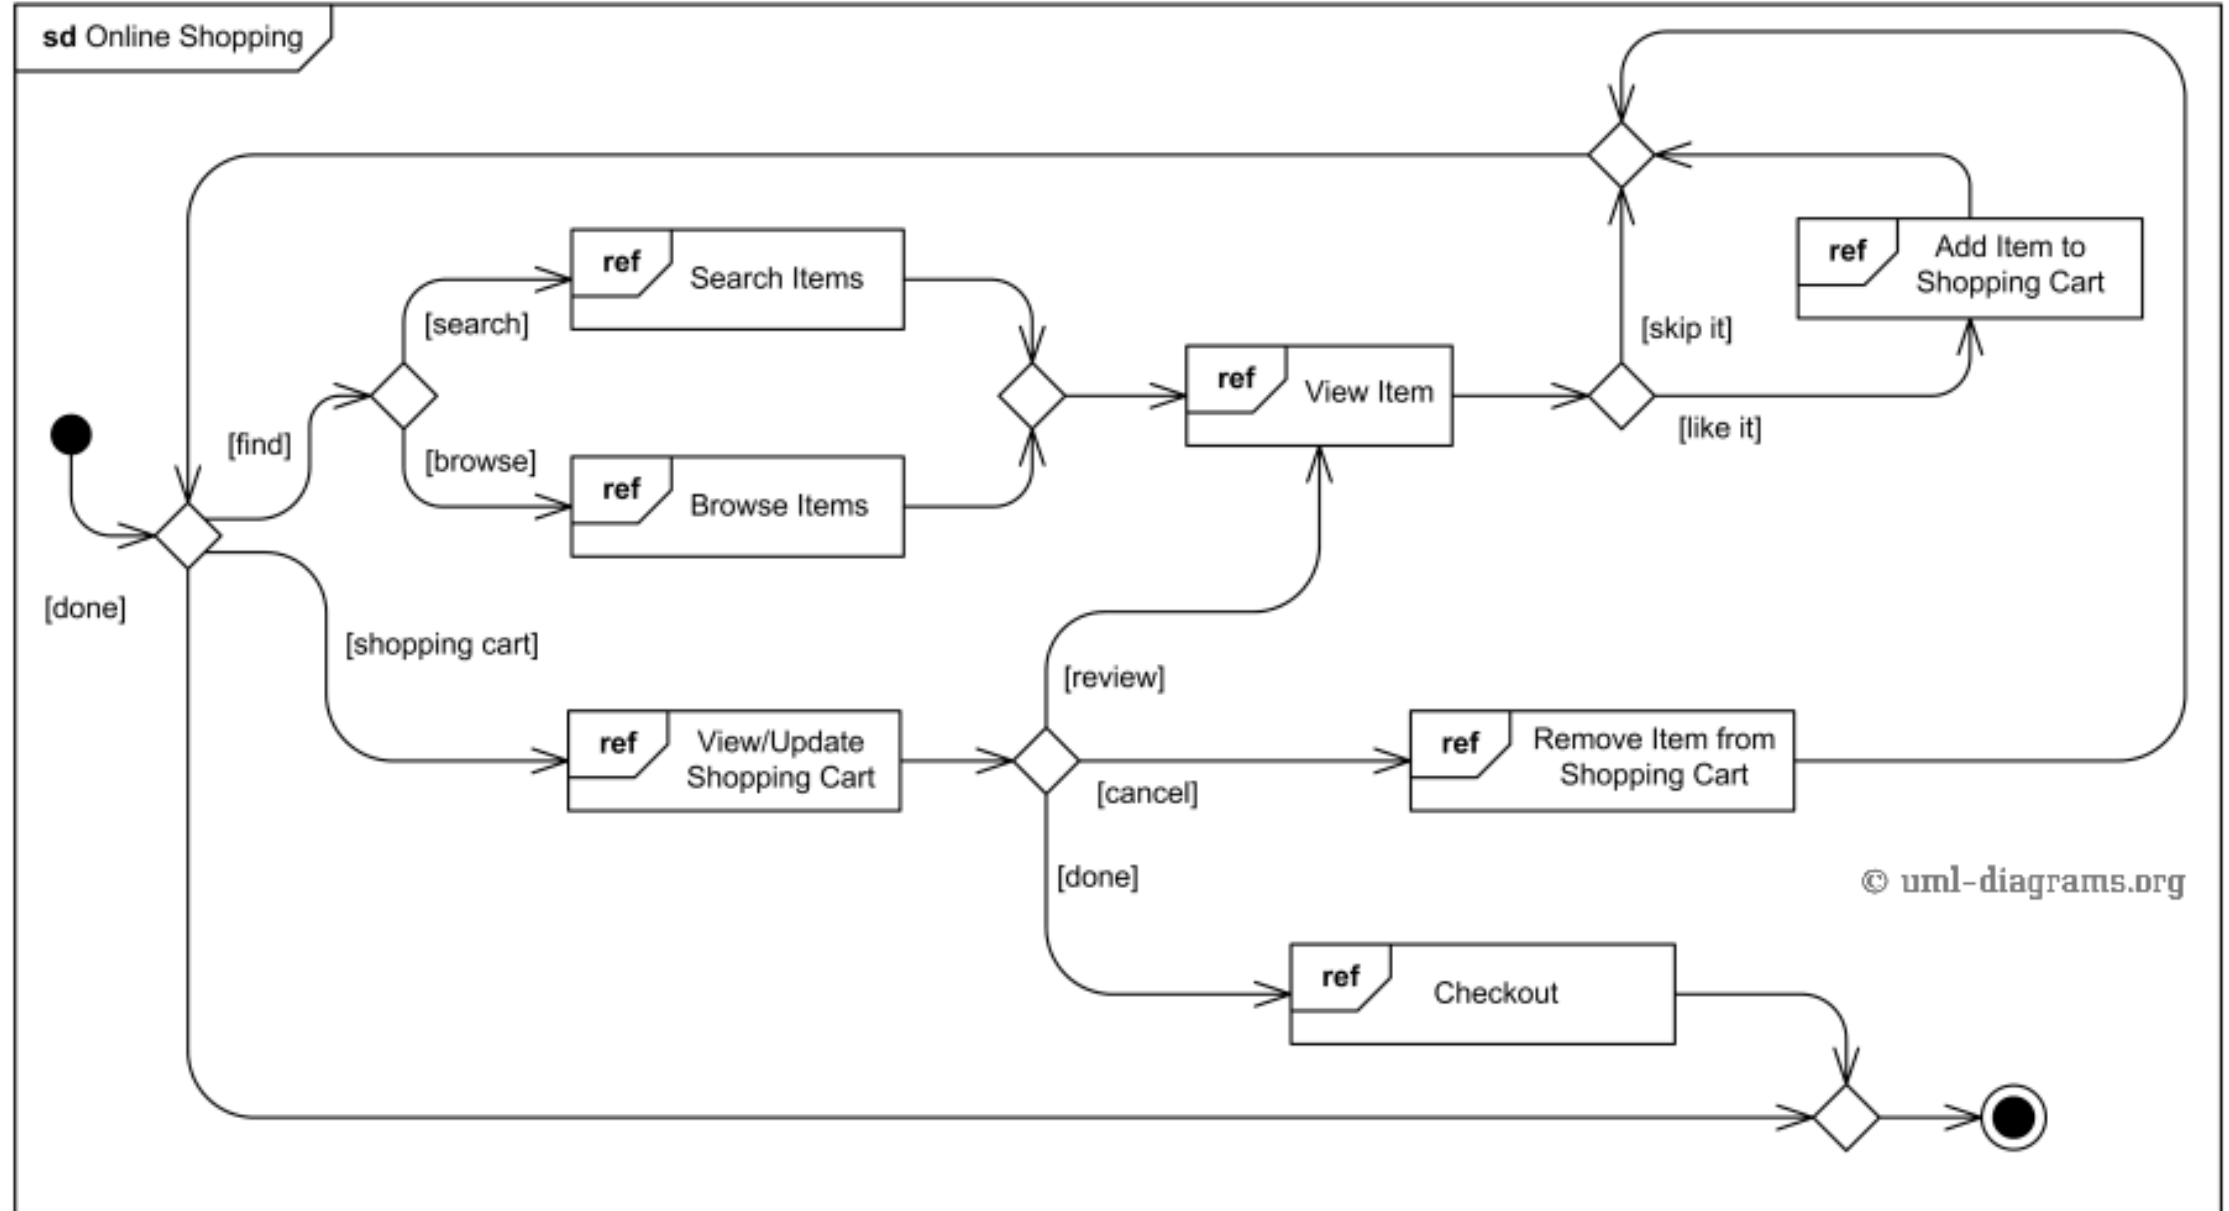 sd Online Shopping
ref
Search Items
[search]
ref
Add Item to
Shopping Cart
[skip it]
ref
View Item
[like it]
[find]
[browse]
ref
Browse Items
[done]
[shopping cart]
[review]
ref
View/Update
Shopping Cart
ref
Remove Item from
Shopping Cart
[cancel]
[done]
© uml-diagrams.org
ref
Checkout